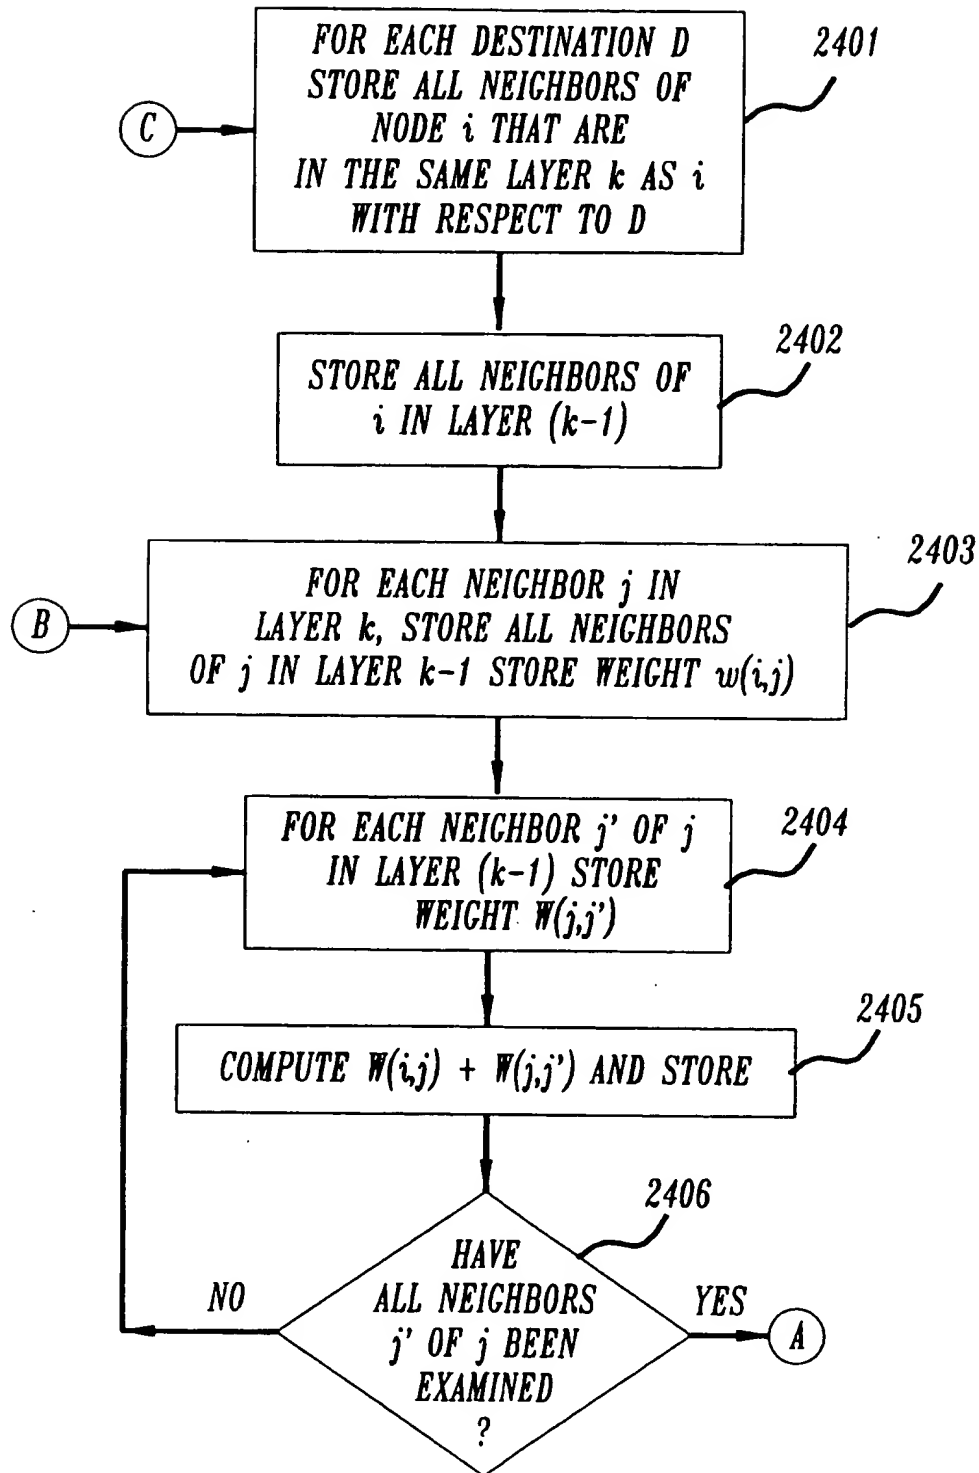 FOR EACH DESTINATION D
STORE ALL NEIGHBORS OF
NODE i THAT ARE
IN THE SAME LAYER k AS i
WITH RESPECT TO D
2401
C
STORE ALL NEIGHBORS OF
i IN LAYER (k-1)
2402
FOR EACH NEIGHBOR j IN
LAYER k, STORE ALL NEIGHBORS
OF j IN LAYER k-1 STORE WEIGHT w(i,j)
2403
B
FOR EACH NEIGHBOR j' OF j
IN LAYER (k-1) STORE
WEIGHT W(j,j')
2404
COMPUTE W(i,j) + W(j,j') AND STORE
2405
HAVE
ALL NEIGHBORS
j' OF j BEEN
EXAMINED
?
2406
NO
YES
A